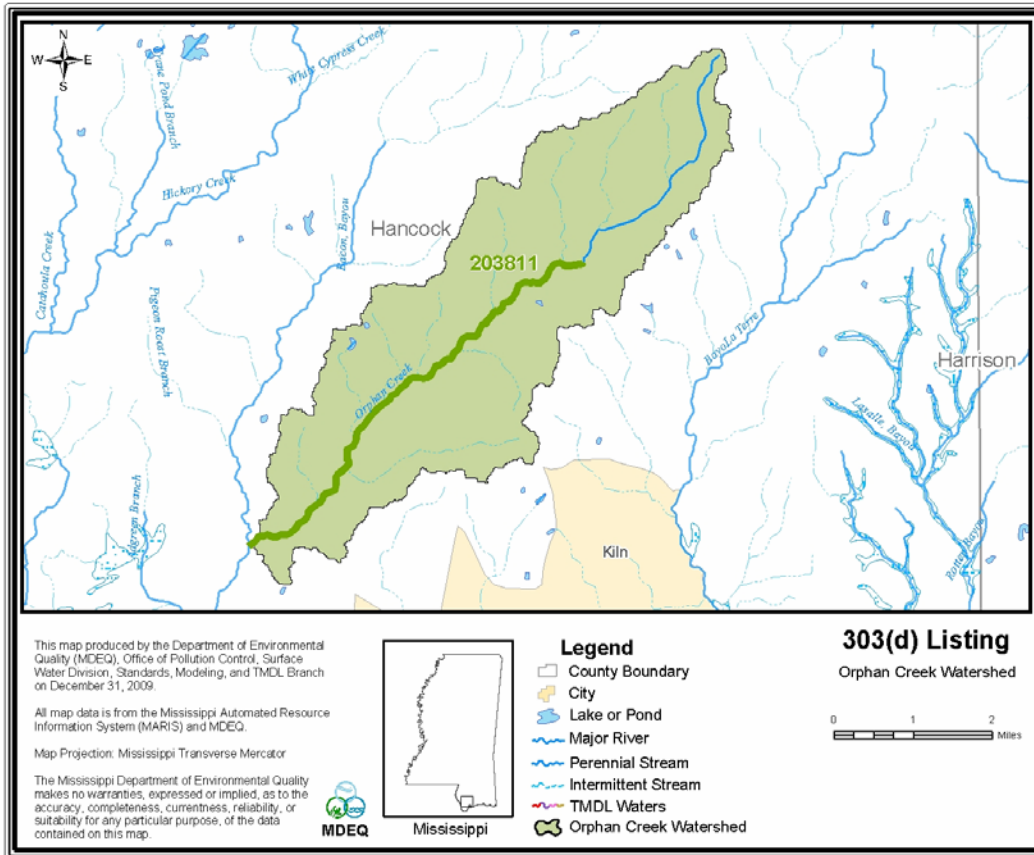 N
W E
S
Crane Pond Branch
White Cypress Creek
Hickory Creek
Catahoula Creek
Bacon, Bayou
Hancock
203811
Pigeon Roost Branch
Orphan Creek
BayoLa Terre
Harrison
Lasalle, Bayou
Kiln
This map produced by the Department of Environmental
Quality (MDEQ), Office of Pollution Control, Surface
Water Division, Standards, Modeling, and TMDL Branch
on December 31, 2009.
All map data is from the Mississippi Automated Resource
Information System (MARIS) and MDEQ.
Map Projection: Mississippi Transverse Mercator
The Mississippi Department of Environmental Quality
makes no warranties, expressed or implied, as to the
accuracy, completeness, currentness, reliability, or
suitability for any particular purpose, of the data
contained on this map.
MDEQ
Mississippi
Legend
County Boundary
City
Lake or Pond
Major River
Perennial Stream
Intermittent Stream
TMDL Waters
Orphan Creek Watershed
303(d) Listing
Orphan Creek Watershed
0 1 2
Miles